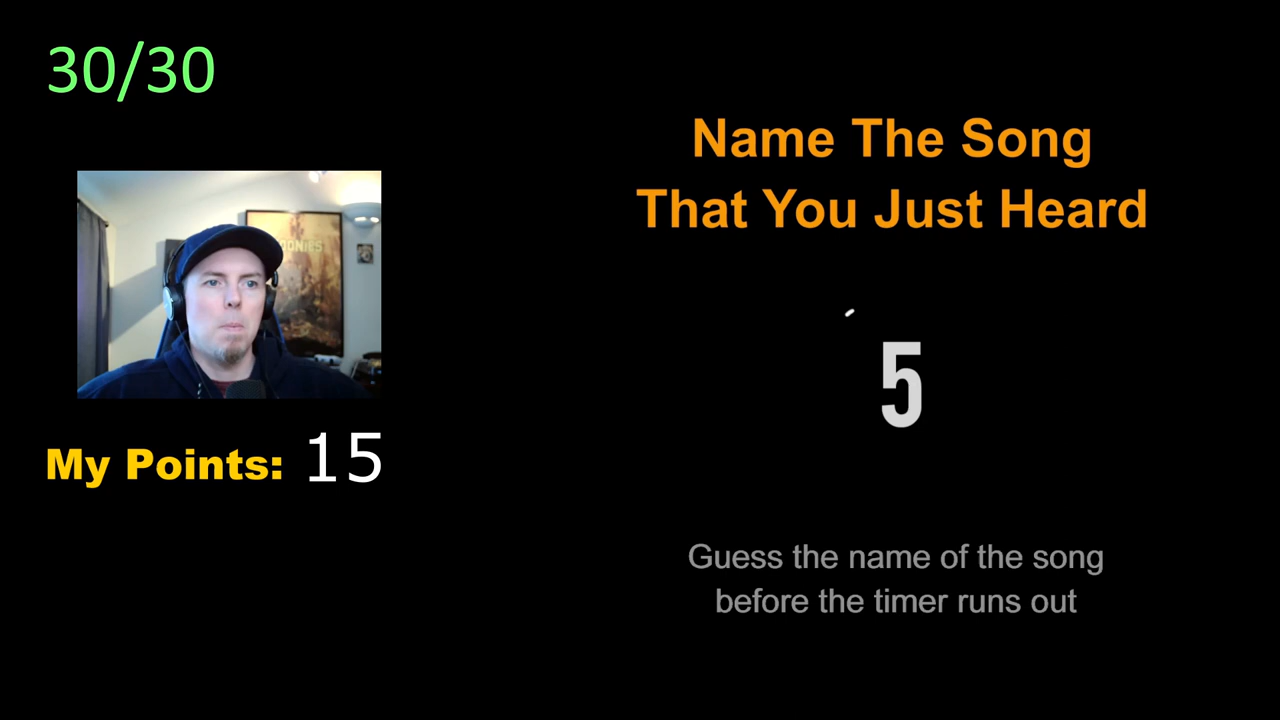 30/30
Name The Song
That You Just Heard
5
My Points: 15
Guess the name of the song
before the timer runs out